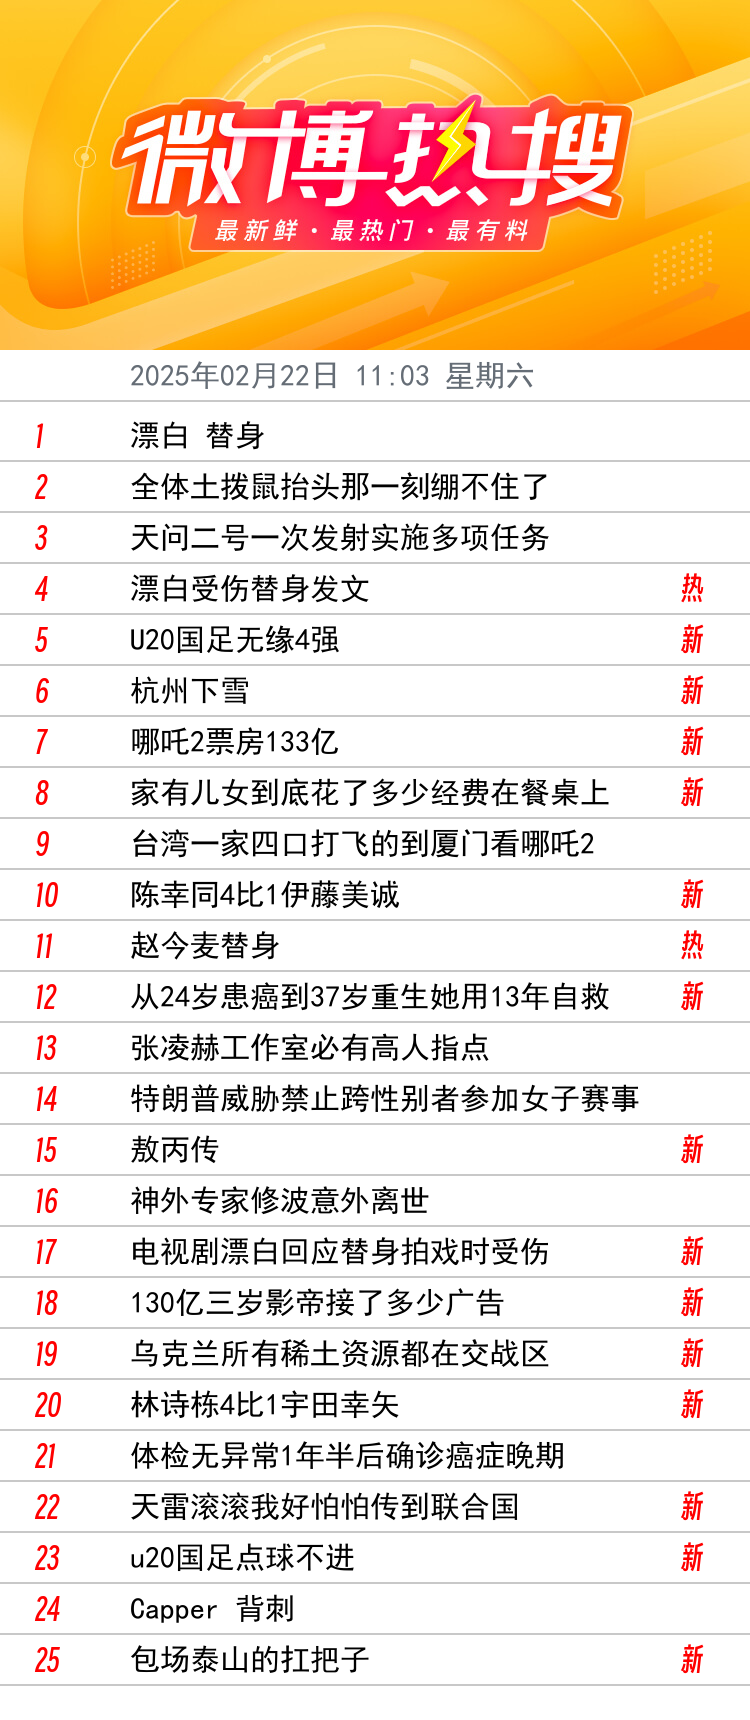 微博热搜
最新鲜·最热门·最有料
2025年02月22日 11:03 星期六
1 漂白 替身
2 全体土拨鼠抬头那一刻绷不住了
3 天问二号一次发射实施多项任务
4 漂白受伤替身发文 热
5 U20国足无缘4强 新
6 杭州下雪 新
7 哪吒2票房133亿 新
8 家有儿女到底花了多少经费在餐桌上 新
9 台湾一家四口打飞的到厦门看哪吒2
10 陈幸同4比1伊藤美诚 新
11 赵今麦替身 热
12 从24岁患癌到37岁重生她用13年自救 新
13 张凌赫工作室必有高人指点
14 特朗普威胁禁止跨性别者参加女子赛事
15 敖丙传 新
16 神外专家修波意外离世
17 电视剧漂白回应替身拍戏时受伤 新
18 130亿三岁影帝接了多少广告 新
19 乌克兰所有稀土资源都在交战区 新
20 林诗栋4比1宇田幸矢 新
21 体检无异常1年半后确诊癌症晚期
22 天雷滚滚我好怕怕传到联合国 新
23 u20国足点球不进 新
24 Capper 背刺
25 包场泰山的扛把子 新